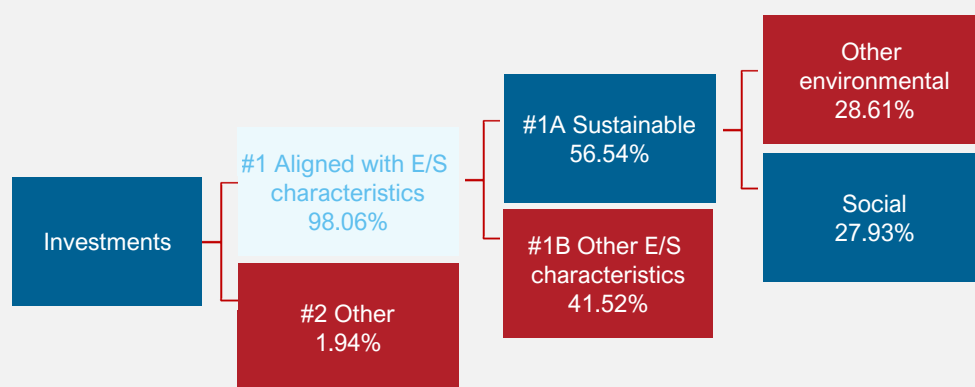 Investments
#1 Aligned with E/S
characteristics
98.06%
#2 Other
1.94%
#1A Sustainable
56.54%
#1B Other E/S
characteristics
41.52%
Other
environmental
28.61%
Social
27.93%